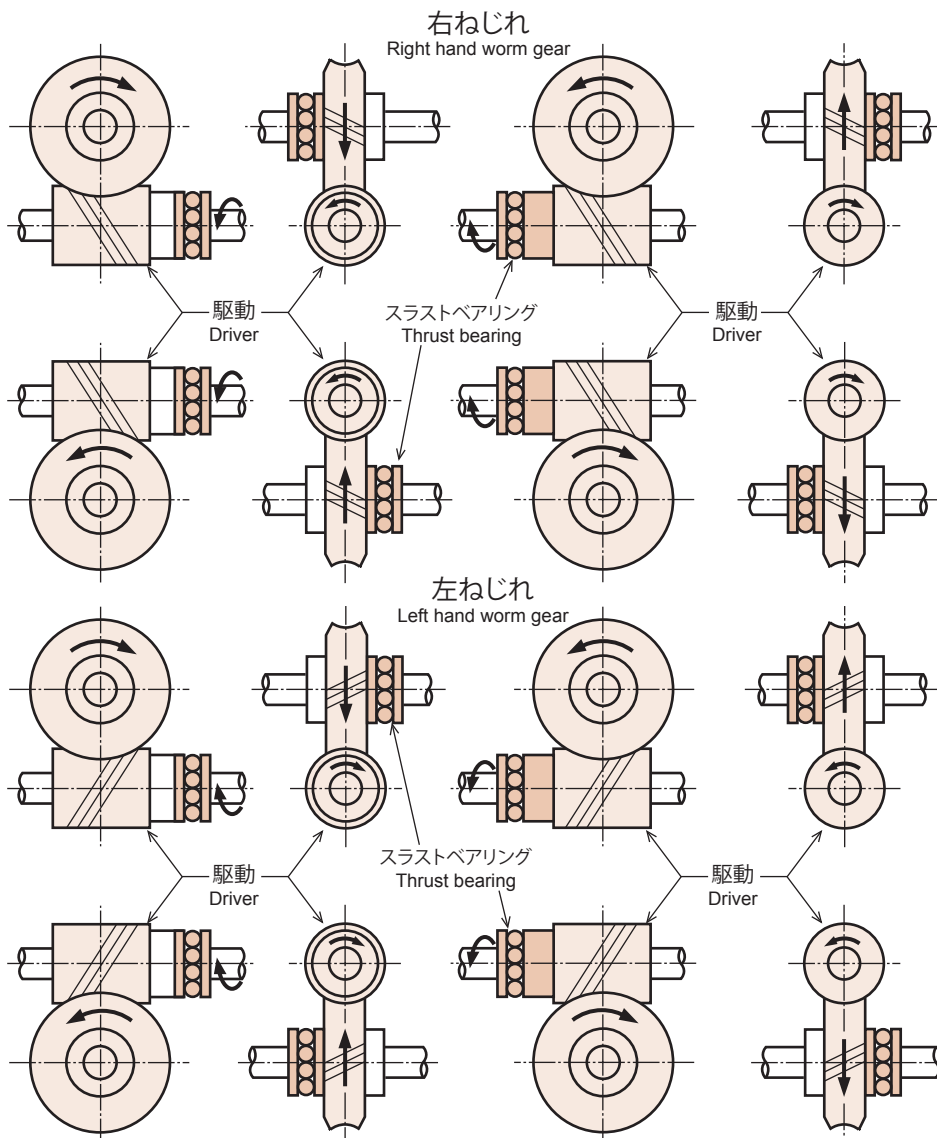 右ねじれ
Right hand worm gear
駆動
Driver
スラストベアリング
Thrust bearing
駆動
Driver
左ねじれ
Left hand worm gear
スラストベアリング
Thrust bearing
駆動
Driver
駆動
Driver